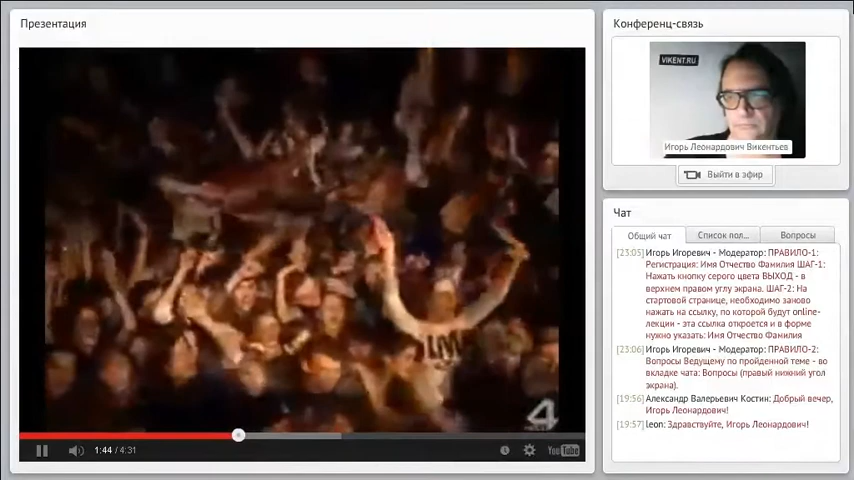 Презентация
Конференц-связь
VIKENT.RU
Игорь Леонардович Викентьев
Выйти в эфир
4
1:44 / 4:31
YouTube
Чат
Общий чат
Список пол...
Вопросы
[23:05] Игорь Игоревич - Модератор: ПРАВИЛО-1:
Регистрация: Имя Отчество Фамилия ШАГ-1:
Нажать кнопку серого цвета ВЫХОД - в
верхнем правом углу экрана. ШАГ-2: На
стартовой странице, необходимо заново
нажать на ссылку, по которой будут online-
лекции - эта ссылка откроется и в форме
нужно указать: Имя Отчество Фамилия
[23:06] Игорь Игоревич - Модератор: ПРАВИЛО-2:
Вопросы Ведущему по пройденной теме - во
вкладке чата: Вопросы (правый нижний угол
экрана).
[19:56] Александр Валерьевич Костин: Добрый вечер,
Игорь Леонардович!
[19:57] leon: Здравствуйте, Игорь Леонардович!